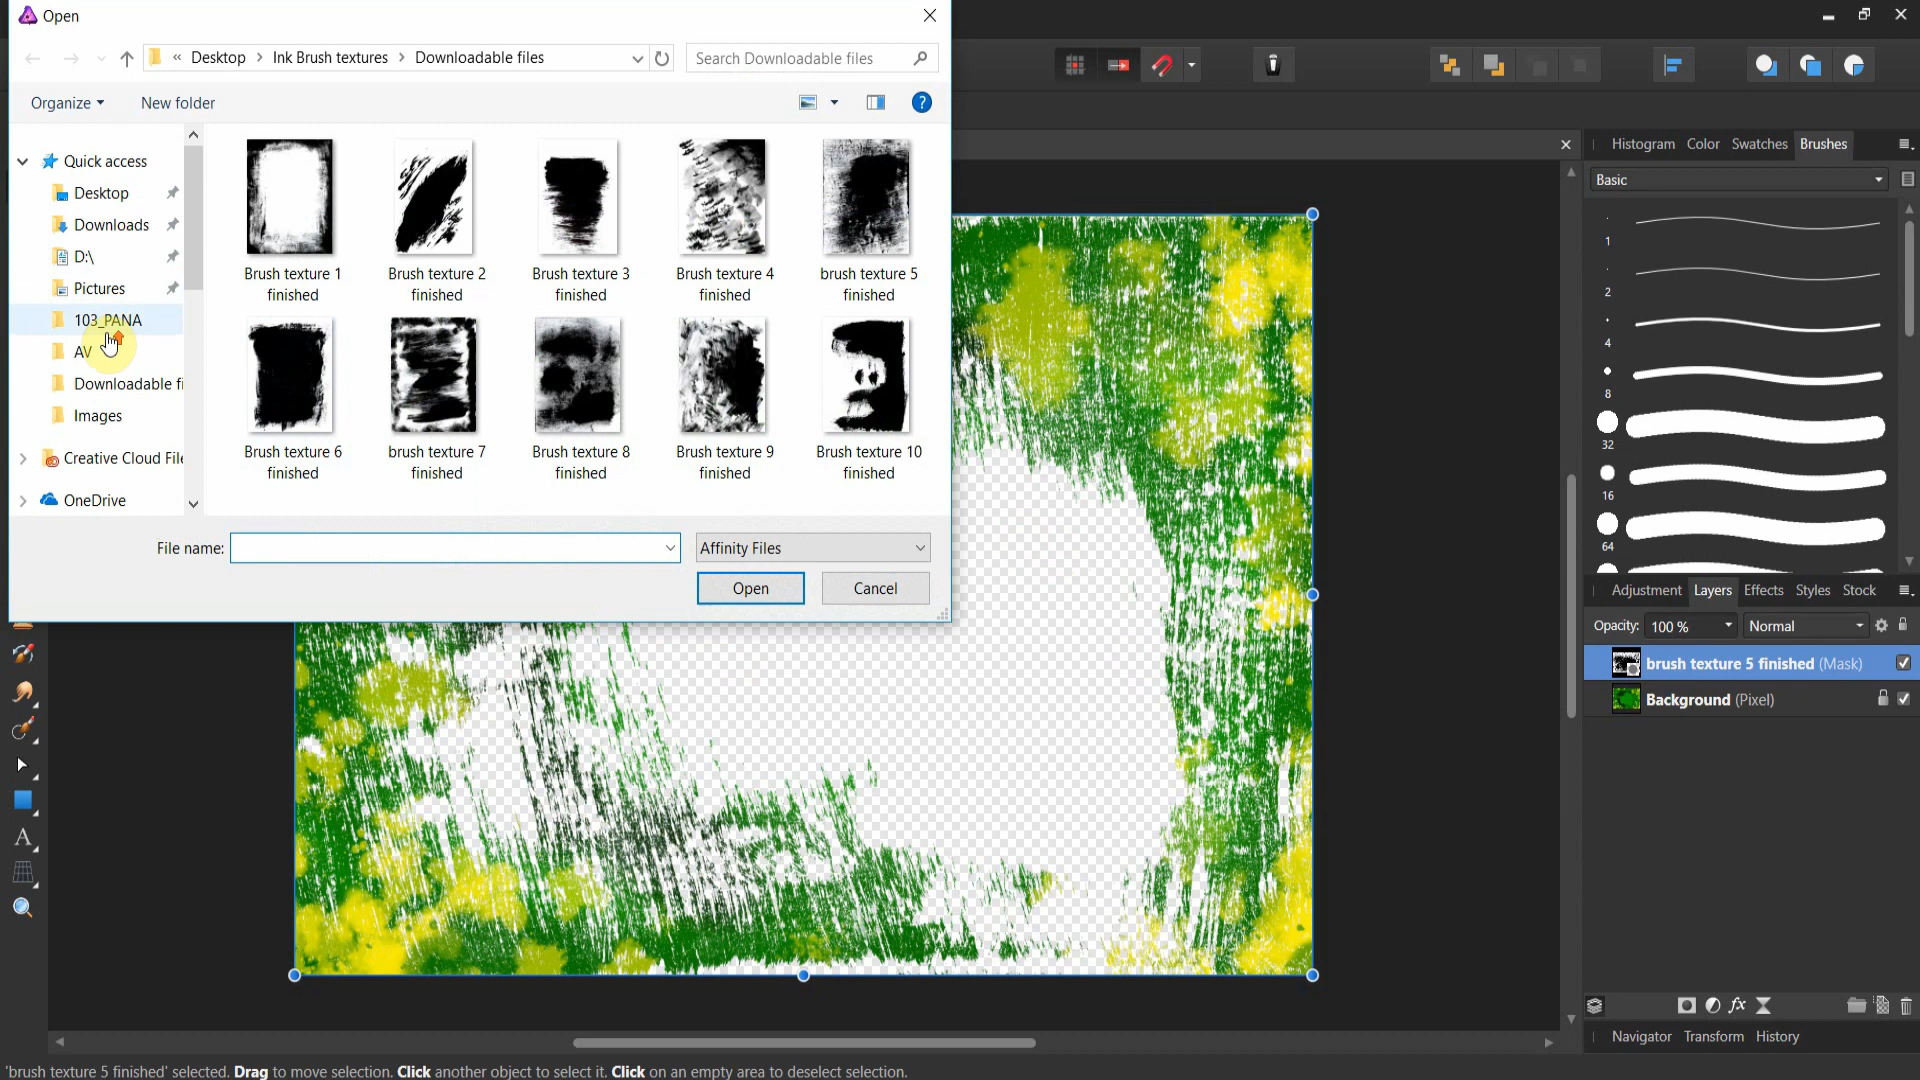 Open
« Desktop > Ink Brush textures > Downloadable files
Search Downloadable files
Organize
New folder
Quick access
Desktop
Downloads
D:\
Pictures
103_PANA
AV
Downloadable fi
Images
Creative Cloud File
OneDrive
Brush texture 1 finished
Brush texture 2 finished
Brush texture 3 finished
Brush texture 4 finished
brush texture 5 finished
Brush texture 6 finished
brush texture 7 finished
Brush texture 8 finished
Brush texture 9 finished
Brush texture 10 finished
File name:
Affinity Files
Open
Cancel
Histogram Color Swatches Brushes
Basic
1
2
4
8
32
16
64
Adjustment Layers Effects Styles Stock
Opacity: 100 % Normal
brush texture 5 finished (Mask)
Background (Pixel)
Navigator Transform History
'brush texture 5 finished' selected. Drag to move selection. Click another object to select it. Click on an empty area to deselect selection.